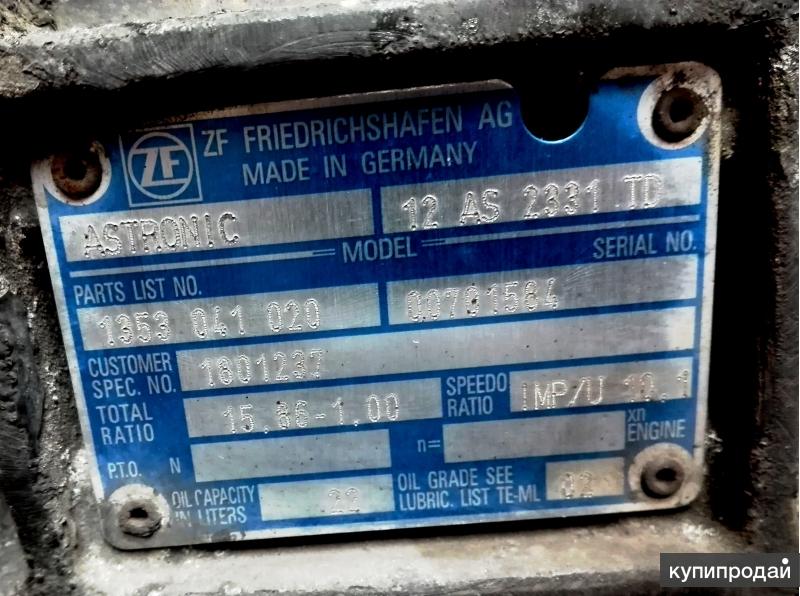 ZF
ZF FRIEDRICHSHAFEN AG
MADE IN GERMANY
ASTRONIC
12 AS 2331 TD
MODEL
SERIAL NO.
PARTS LIST NO.
1353 041 020
00701584
CUSTOMER
SPEC. NO.
1801237
TOTAL
RATIO
15,86-1,00
SPEEDO
RATIO
IMP/U 10,1
P.T.O. N
n=
xn
ENGINE
OIL CAPACITY
IN LITERS
22
OIL GRADE SEE
LUBRIC. LIST TE-ML
02
купипродай